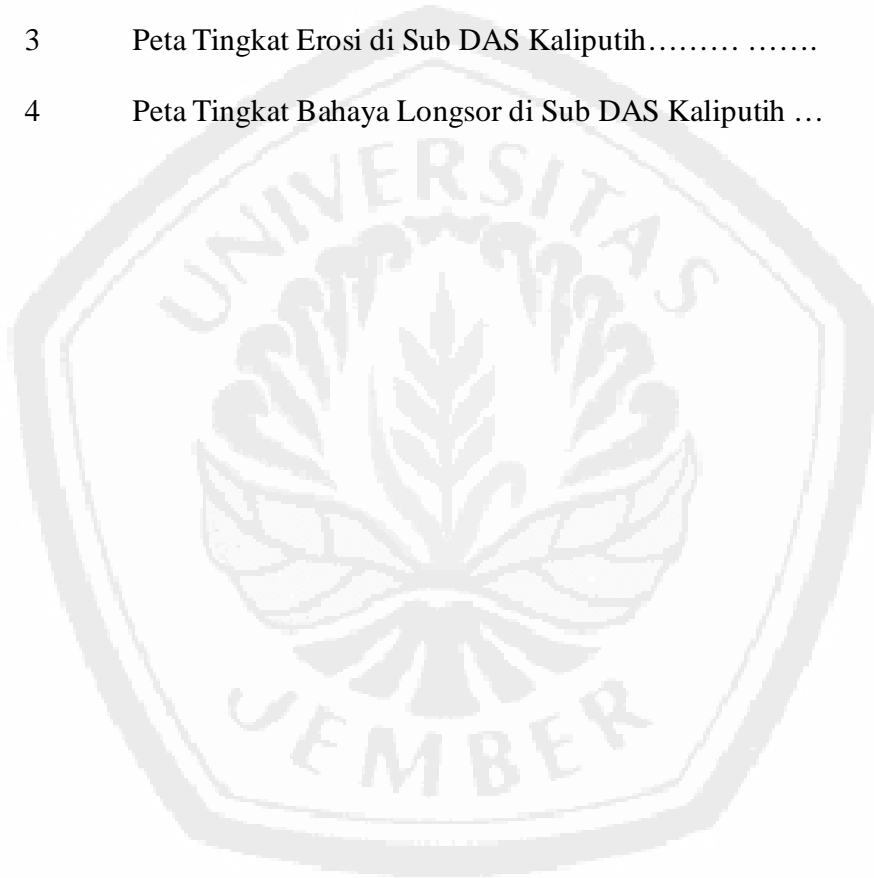 3 Peta Tingkat Erosi di Sub DAS Kaliputih……… …….
4 Peta Tingkat Bahaya Longsor di Sub DAS Kaliputih …
UNIVERSITAS
JEMBER